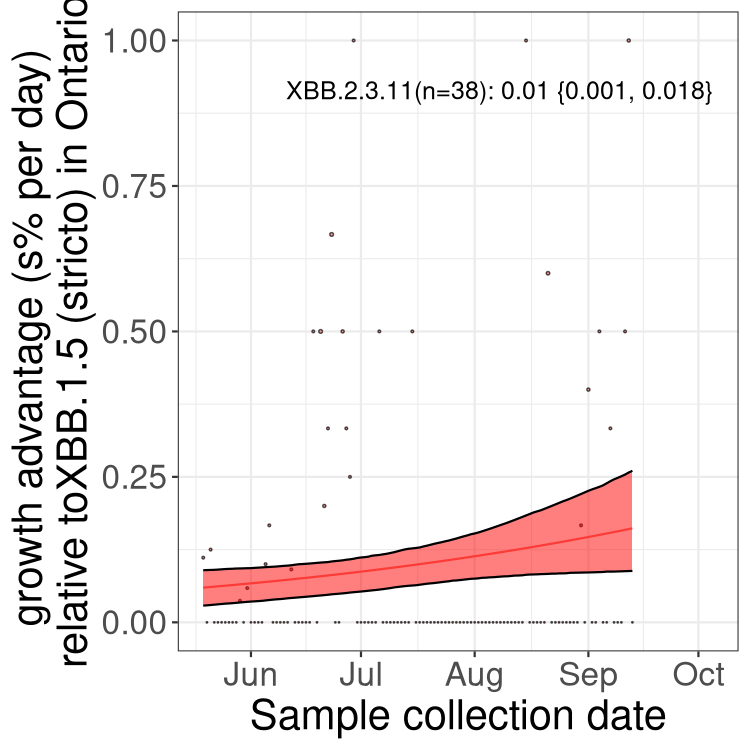 growth advantage (s% per day)
relative toXBB.1.5 (stricto) in Ontario
1.00
0.75
0.50
0.25
0.00
XBB.2.3.11(n=38): 0.01 {0.001, 0.018}
Jun Jul Aug Sep Oct
Sample collection date